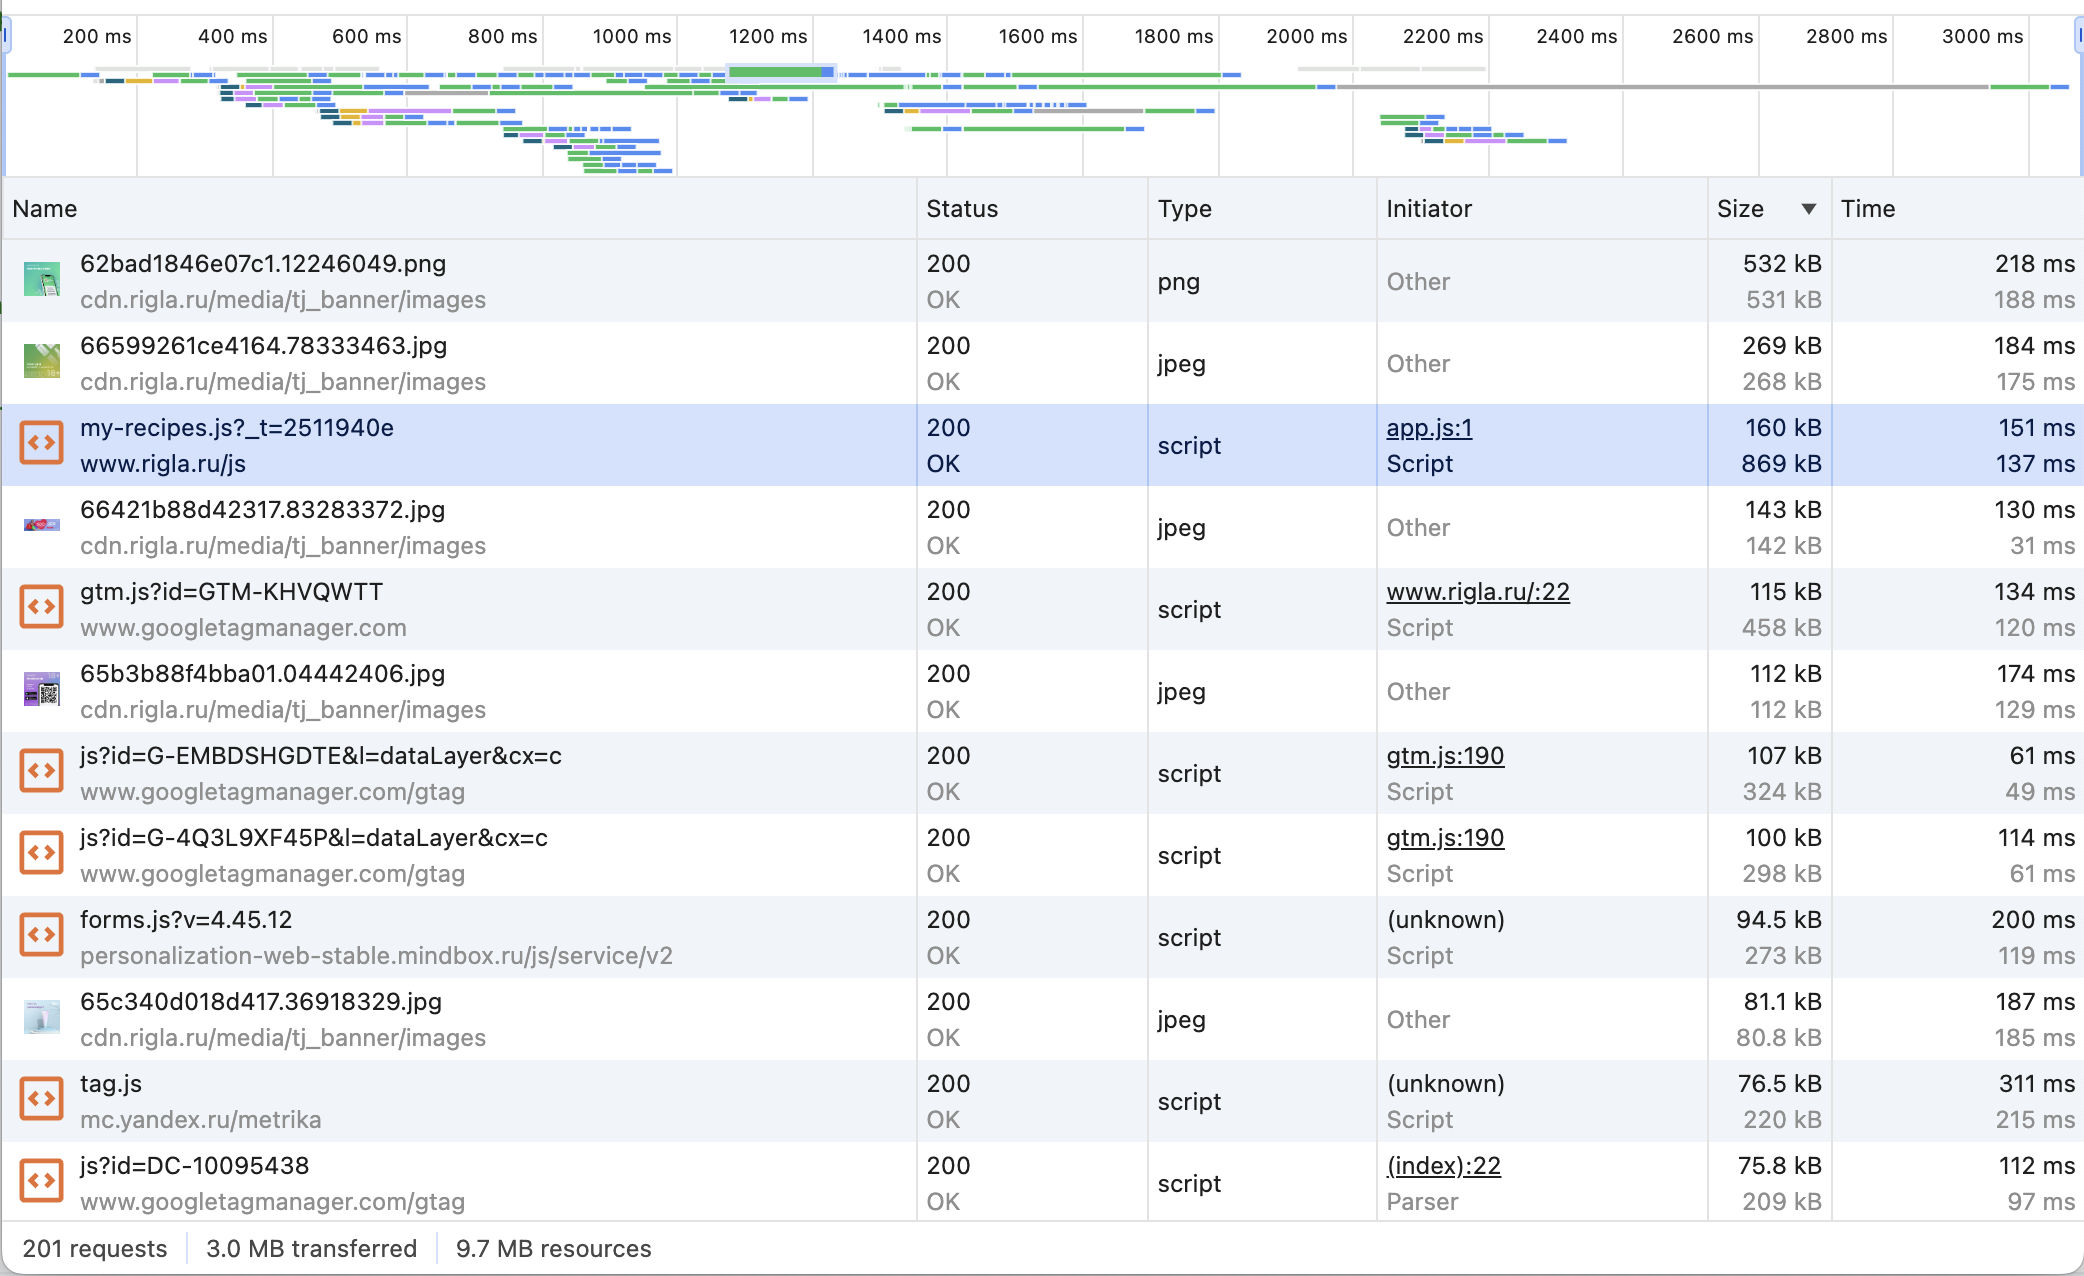 200 ms 400 ms 600 ms 800 ms 1000 ms 1200 ms 1400 ms 1600 ms 1800 ms 2000 ms 2200 ms 2400 ms 2600 ms 2800 ms 3000 ms
Name Status Type Initiator Size ▼ Time
62bad1846e07c1.12246049.png 200 png Other 532 kB 218 ms
cdn.rigla.ru/media/tj_banner/images OK 531 kB 188 ms
66599261ce4164.78333463.jpg 200 jpeg Other 269 kB 184 ms
cdn.rigla.ru/media/tj_banner/images OK 268 kB 175 ms
my-recipes.js?_t=2511940e 200 script app.js:1 160 kB 151 ms
www.rigla.ru/js OK Script 869 kB 137 ms
66421b88d42317.83283372.jpg 200 jpeg Other 143 kB 130 ms
cdn.rigla.ru/media/tj_banner/images OK 142 kB 31 ms
gtm.js?id=GTM-KHVQWTT 200 script www.rigla.ru/:22 115 kB 134 ms
www.googletagmanager.com OK Script 458 kB 120 ms
65b3b88f4bba01.04442406.jpg 200 jpeg Other 112 kB 174 ms
cdn.rigla.ru/media/tj_banner/images OK 112 kB 129 ms
js?id=G-EMBDSHGDTE&l=dataLayer&cx=c 200 script gtm.js:190 107 kB 61 ms
www.googletagmanager.com/gtag OK Script 324 kB 49 ms
js?id=G-4Q3L9XF45P&l=dataLayer&cx=c 200 script gtm.js:190 100 kB 114 ms
www.googletagmanager.com/gtag OK Script 298 kB 61 ms
forms.js?v=4.45.12 200 script (unknown) 94.5 kB 200 ms
personalization-web-stable.mindbox.ru/js/service/v2 OK Script 273 kB 119 ms
65c340d018d417.36918329.jpg 200 jpeg Other 81.1 kB 187 ms
cdn.rigla.ru/media/tj_banner/images OK 80.8 kB 185 ms
tag.js 200 script (unknown) 76.5 kB 311 ms
mc.yandex.ru/metrika OK Script 220 kB 215 ms
js?id=DC-10095438 200 script (index):22 75.8 kB 112 ms
www.googletagmanager.com/gtag OK Parser 209 kB 97 ms
201 requests 3.0 MB transferred 9.7 MB resources